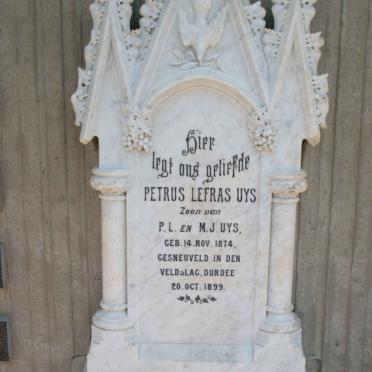 Hier
legt ons geliefde
PETRUS LEFRAS UYS
Zoon van
P.L. EN M.J. UYS,
GEB. 14 NOV. 1874,
GESNEUVELD IN DEN
VELDSLAG, DUNDEE
20 OCT. 1899.